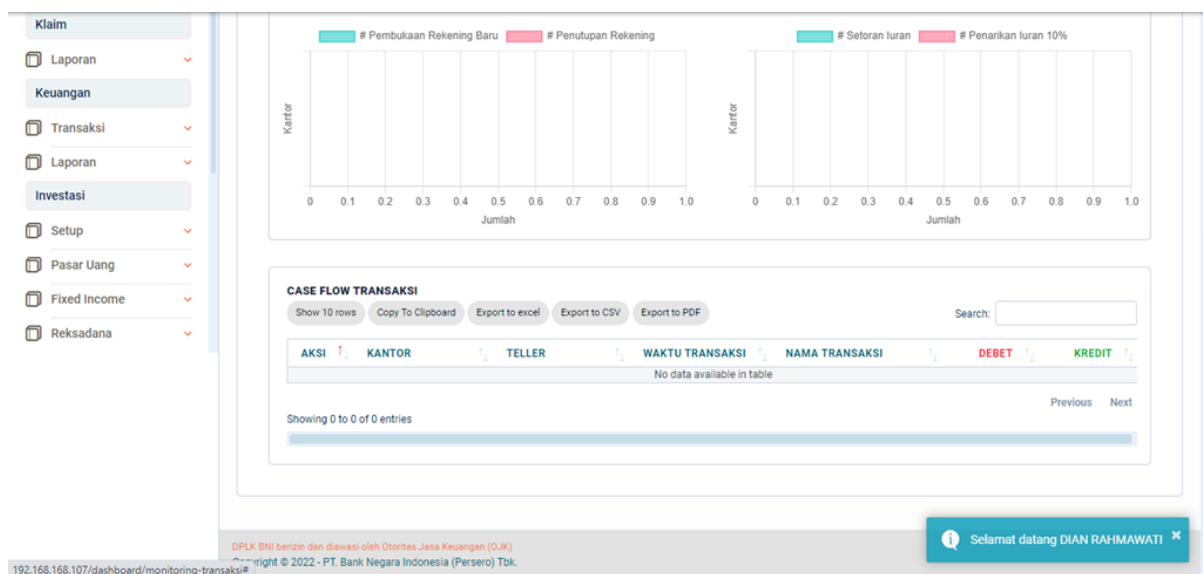 Klaim
Laporan
Keuangan
Transaksi
Laporan
Investasi
Setup
Pasar Uang
Fixed Income
Reksadana
# Pembukaan Rekening Baru # Penutupan Rekening
Kantor
0 0.1 0.2 0.3 0.4 0.5 0.6 0.7 0.8 0.9 1.0
Jumlah
# Setoran Iuran # Penarikan Iuran 10%
Kantor
0 0.1 0.2 0.3 0.4 0.5 0.6 0.7 0.8 0.9 1.0
Jumlah
CASE FLOW TRANSAKSI
Show 10 rows Copy To Clipboard Export to excel Export to CSV Export to PDF Search:
AKSI KANTOR TELLER WAKTU TRANSAKSI NAMA TRANSAKSI DEBET KREDIT
No data available in table
Previous Next
Showing 0 to 0 of 0 entries
Selamat datang DIAN RAHMAWATI ×
DPLK BNI berizin dan diawasi oleh Otoritas Jasa Keuangan (OJK)
right © 2022 - PT. Bank Negara Indonesia (Persero) Tbk.
192.168.168.107/dashboard/monitoring-transaksi#